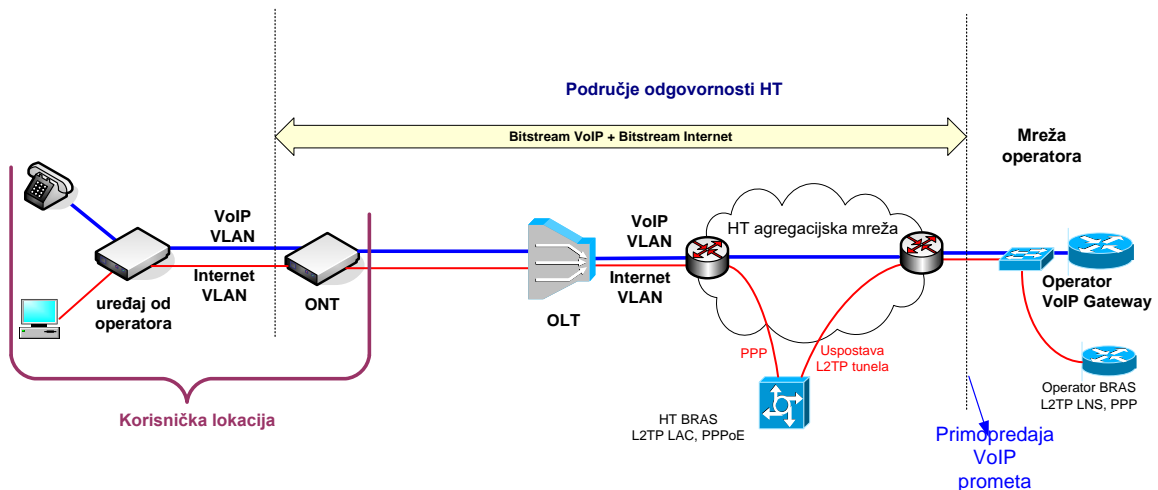 Područje odgovornosti HT
Bitstream VoIP + Bitstream Internet
Mreža
operatora
VoIP
VLAN
Internet
VLAN
uređaj od
operatora
ONT
OLT
VoIP
VLAN
Internet
VLAN
HT agregacijska mreža
Operator
VoIP Gateway
PPP
Uspostava
L2TP tunela
HT BRAS
L2TP LAC, PPPoE
Operator BRAS
L2TP LNS, PPP
Korisnička lokacija
Primopredaja
VoIP
prometa